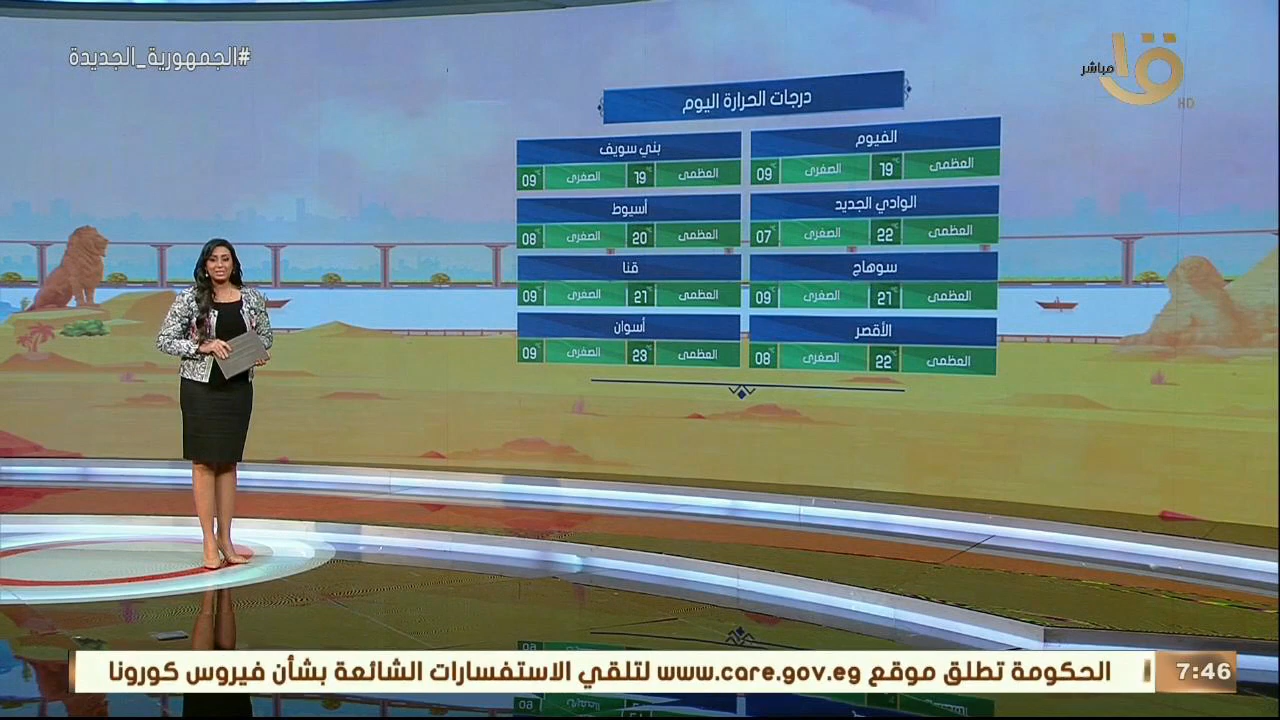 #الجمهورية_الجديدة
مباشر
HD
درجات الحرارة اليوم
الفيوم
العظمى 19 °C الصغرى 09 °C
بني سويف
العظمى 19 °C الصغرى 09 °C
الوادي الجديد
العظمى 22 °C الصغرى 07 °C
أسيوط
العظمى 20 °C الصغرى 08 °C
سوهاج
العظمى 21 °C الصغرى 09 °C
قنا
العظمى 21 °C الصغرى 09 °C
الأقصر
العظمى 22 °C الصغرى 08 °C
أسوان
العظمى 23 °C الصغرى 09 °C
7:46
الحكومة تطلق موقع www.care.gov.eg لتلقي الاستفسارات الشائعة بشأن فيروس كورونا